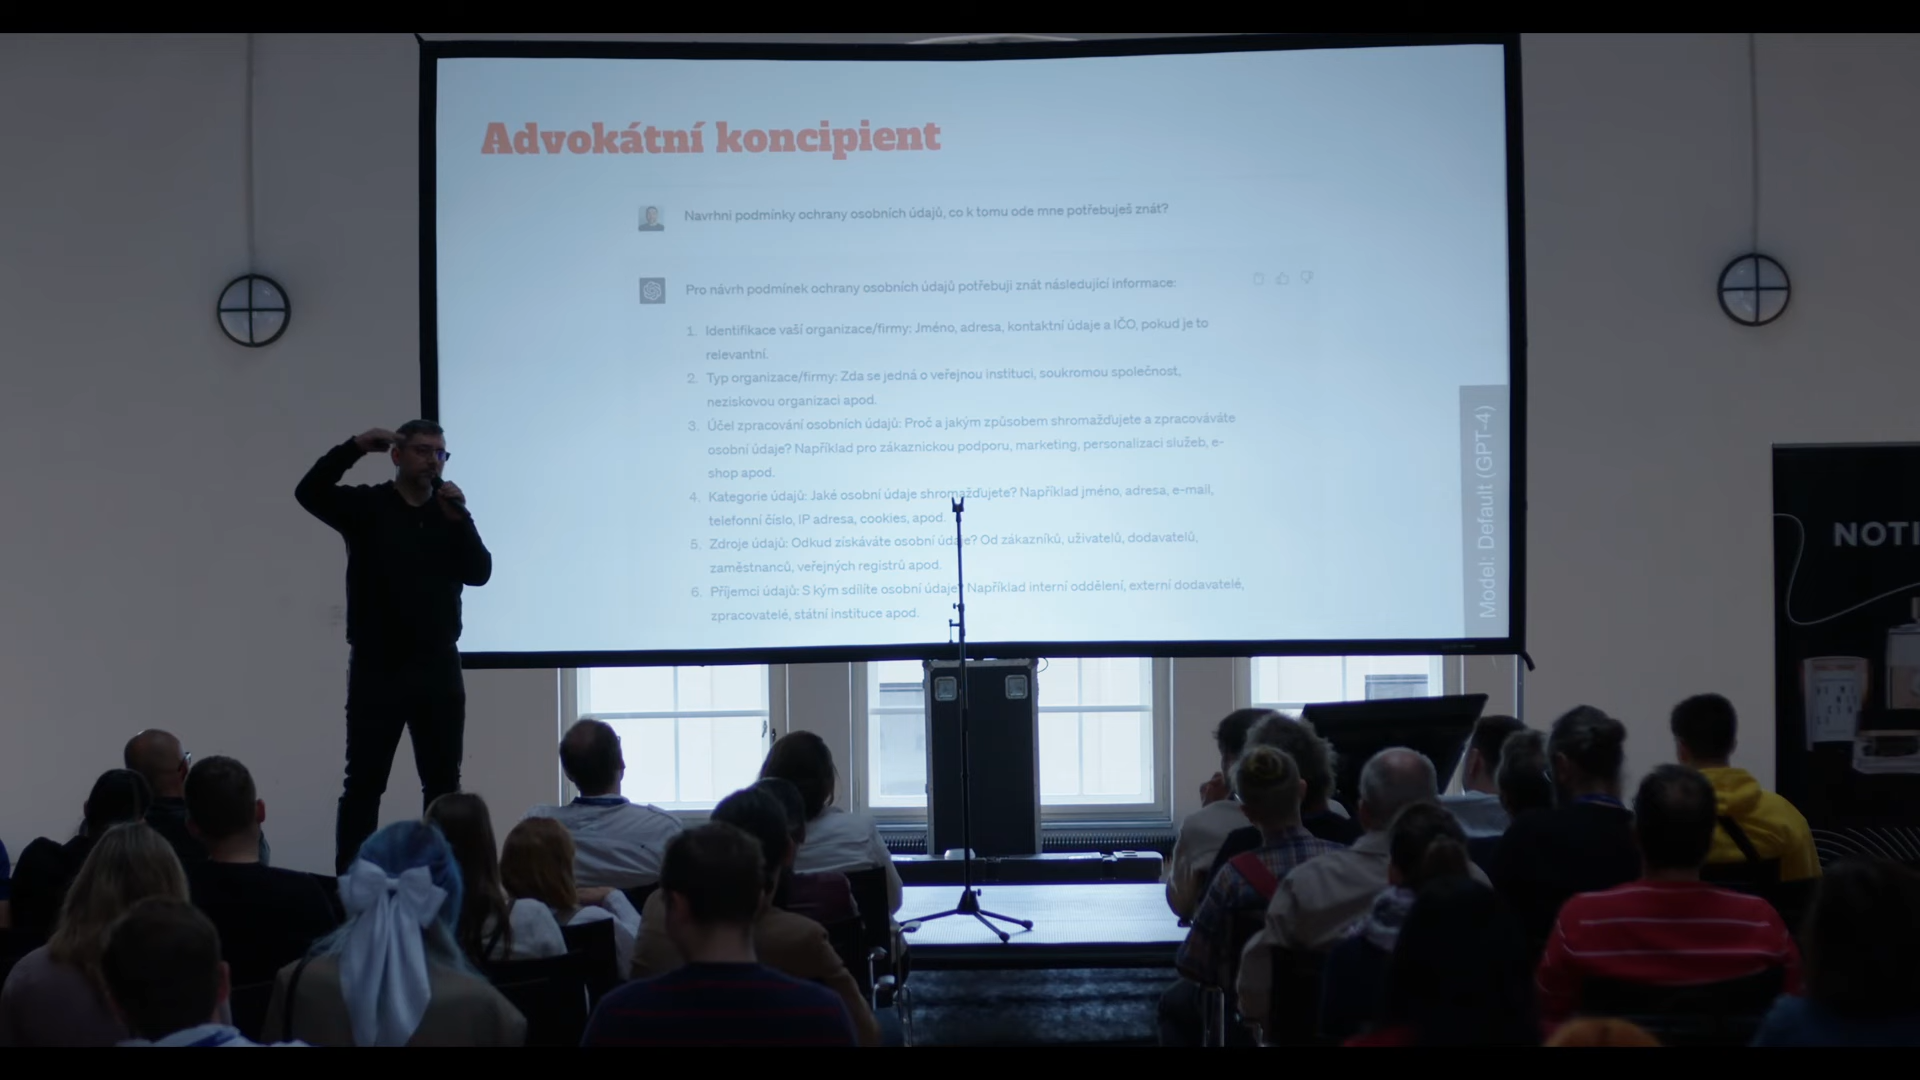 Advokátní koncipient
Navrhni podmínky ochrany osobních údajů, co k tomu ode mne potřebuješ znát?
Pro návrh podmínek ochrany osobních údajů potřebuji znát následující informace:
1. Identifikace vaší organizace/firmy: Jméno, adresa, kontaktní údaje a IČO, pokud je to
relevantní.
2. Typ organizace/firmy: Zda se jedná o veřejnou instituci, soukromou společnost,
neziskovou organizaci apod.
3. Účel zpracování osobních údajů: Proč a jakým způsobem shromažďujete a zpracováváte
osobní údaje? Například pro zákaznickou podporu, marketing, personalizaci služeb, e-
shop apod.
4. Kategorie údajů: Jaké osobní údaje shromažďujete? Například jméno, adresa, e-mail,
telefonní číslo, IP adresa, cookies, apod.
5. Zdroje údajů: Odkud získáváte osobní údaje? Od zákazníků, uživatelů, dodavatelů,
zaměstnanců, veřejných registrů apod.
6. Příjemci údajů: S kým sdílíte osobní údaje? Například interní oddělení, externí dodavatelé,
zpracovatelé, státní instituce apod.
Model: Default (GPT-4)
NOTI